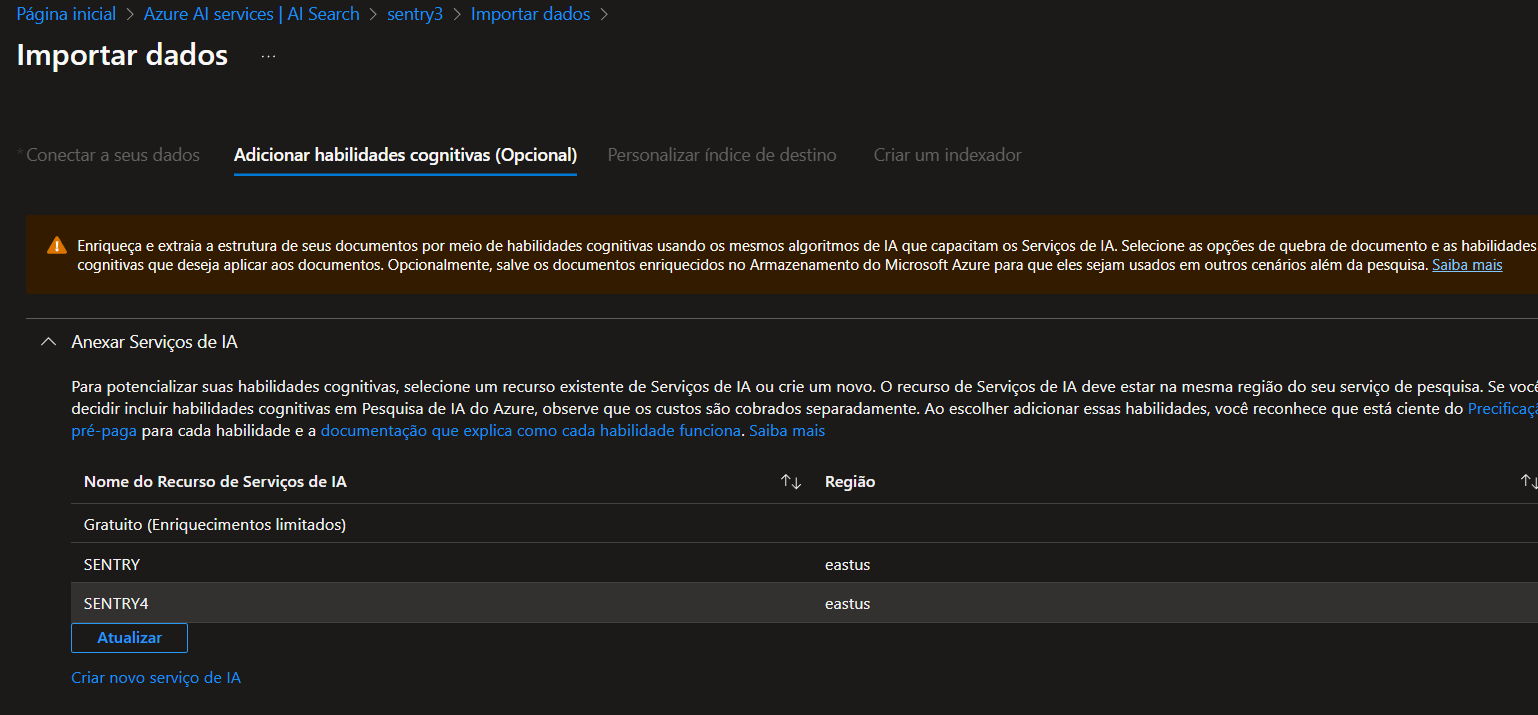 Página inicial > Azure AI services | AI Search > sentry3 > Importar dados >
Importar dados ...
* Conectar a seus dados Adicionar habilidades cognitivas (Opcional) Personalizar índice de destino Criar um indexador
Enriqueça e extraia a estrutura de seus documentos por meio de habilidades cognitivas usando os mesmos algoritmos de IA que capacitam os Serviços de IA. Selecione as opções de quebra de documento e as habilidades
cognitivas que deseja aplicar aos documentos. Opcionalmente, salve os documentos enriquecidos no Armazenamento do Microsoft Azure para que eles sejam usados em outros cenários além da pesquisa. Saiba mais
Anexar Serviços de IA
Para potencializar suas habilidades cognitivas, selecione um recurso existente de Serviços de IA ou crie um novo. O recurso de Serviços de IA deve estar na mesma região do seu serviço de pesquisa. Se
decidir incluir habilidades cognitivas em Pesquisa de IA do Azure, observe que os custos são cobrados separadamente. Ao escolher adicionar essas habilidades, você reconhece que está ciente do
pré-paga para cada habilidade e a documentação que explica como cada habilidade funciona. Saiba mais
Nome do Recurso de Serviços de IA Região
Gratuito (Enriquecimentos limitados)
SENTRY eastus
SENTRY4 eastus
Atualizar
Criar novo serviço de IA